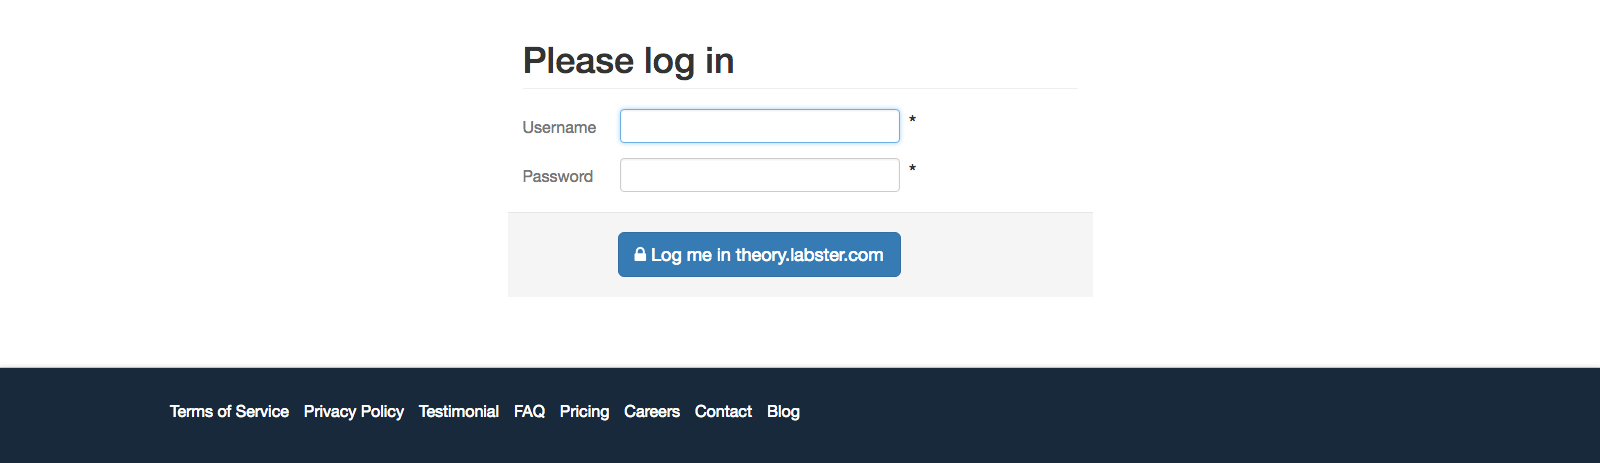 Please log in
Username *
Password *
Log me in theory.labster.com
Terms of Service Privacy Policy Testimonial FAQ Pricing Careers Contact Blog